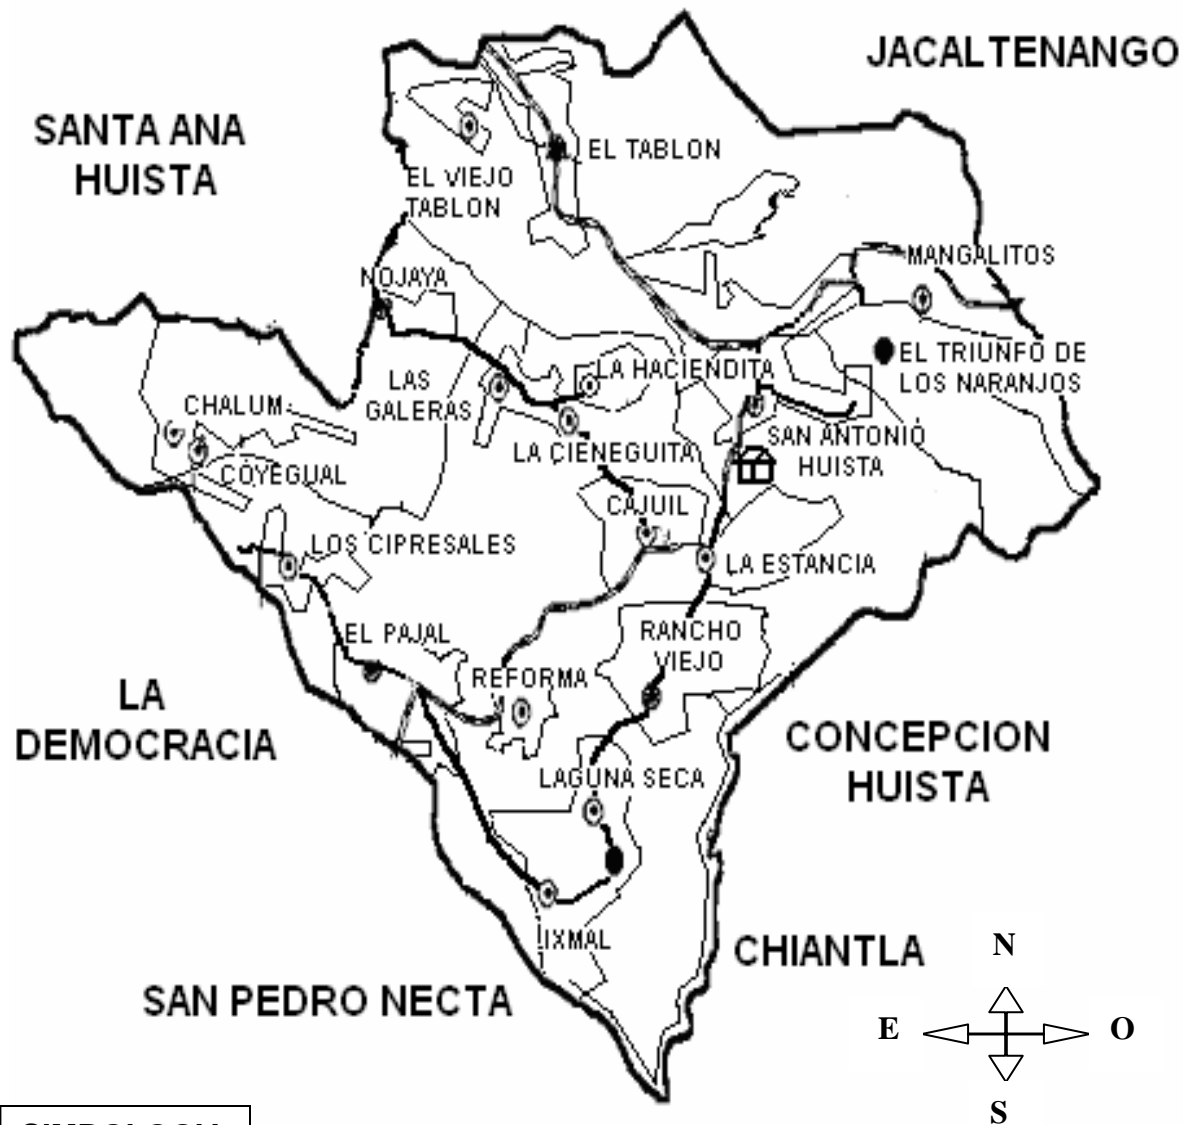 JACALTENANGO
SANTA ANA
HUISTA
EL TABLON
EL VIEJO
TABLON
MANGALITOS
NOJAYA
EL TRIUNFO DE
LOS NARANJOS
LA HACIENDITA
LAS
GALERAS
CHALUM
SAN ANTONIO
HUISTA
LA CIENEGUITA
COYEGUAL
CAJUIL
LOS CIPRESALES
LA ESTANCIA
EL PAJAL
RANCHO
VIEJO
REFORMA
LA
DEMOCRACIA
CONCEPCION
HUISTA
LAGUNA SECA
IXMAL
CHIANTLA
SAN PEDRO NECTA
N
E
O
S